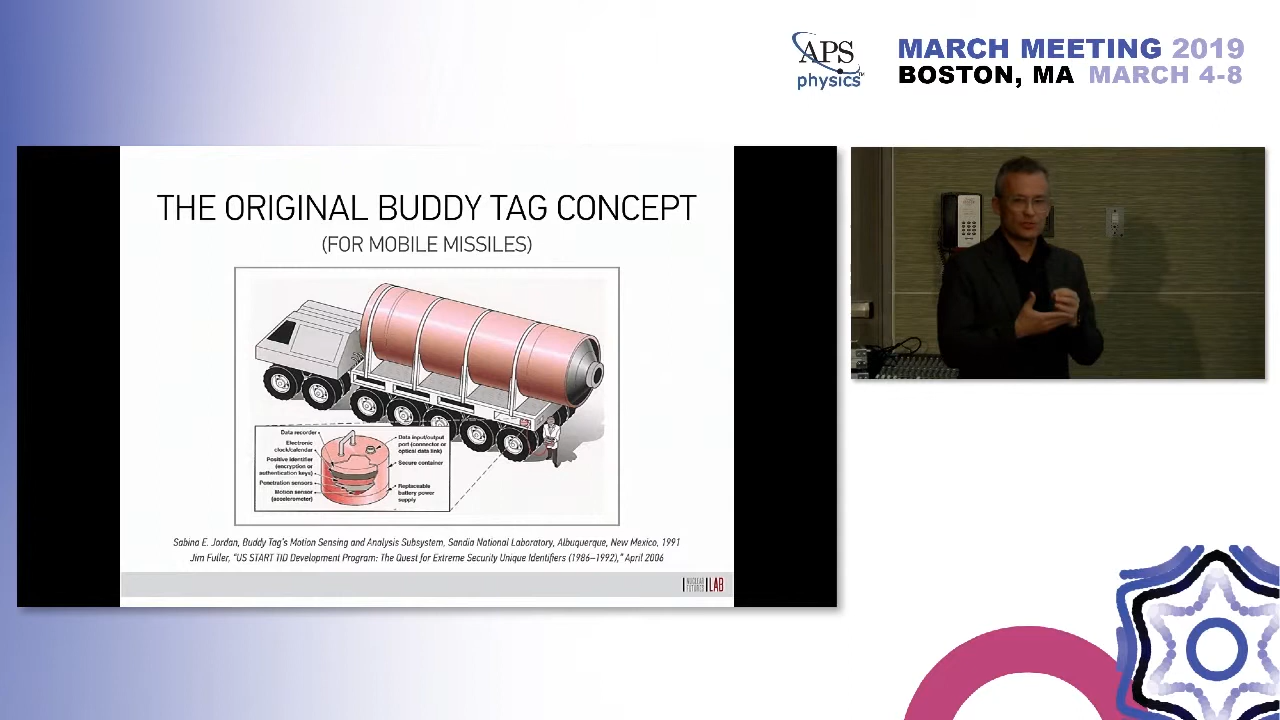 APS
physics
MARCH MEETING 2019
BOSTON, MA MARCH 4-8
THE ORIGINAL BUDDY TAG CONCEPT
(FOR MOBILE MISSILES)
Data recorder
Electronic
clock/calendar
Positive identifier
(encryption or
authentication keys)
Penetration sensors
Motion sensor
(accelerometer)
Data input/output
port (connector or
optical data link)
Secure container
Replaceable
battery power
supply
Sabina E. Jordan, Buddy Tag's Motion Sensing and Analysis Subsystem, Sandia National Laboratory, Albuquerque, New Mexico, 1991
Jim Fuller, "US START TID Development Program: The Quest for Extreme Security Unique Identifiers (1986–1992)," April 2006
NUCLEAR
FUTURES LAB